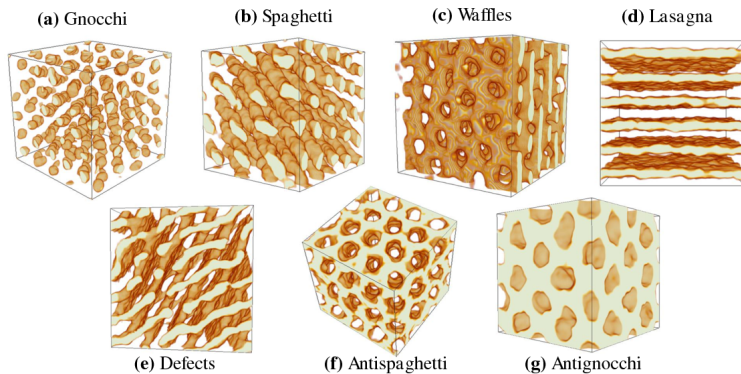 (a) Gnocchi
(b) Spaghetti
(c) Waffles
(d) Lasagna
(e) Defects
(f) Antispaghetti
(g) Antignocchi